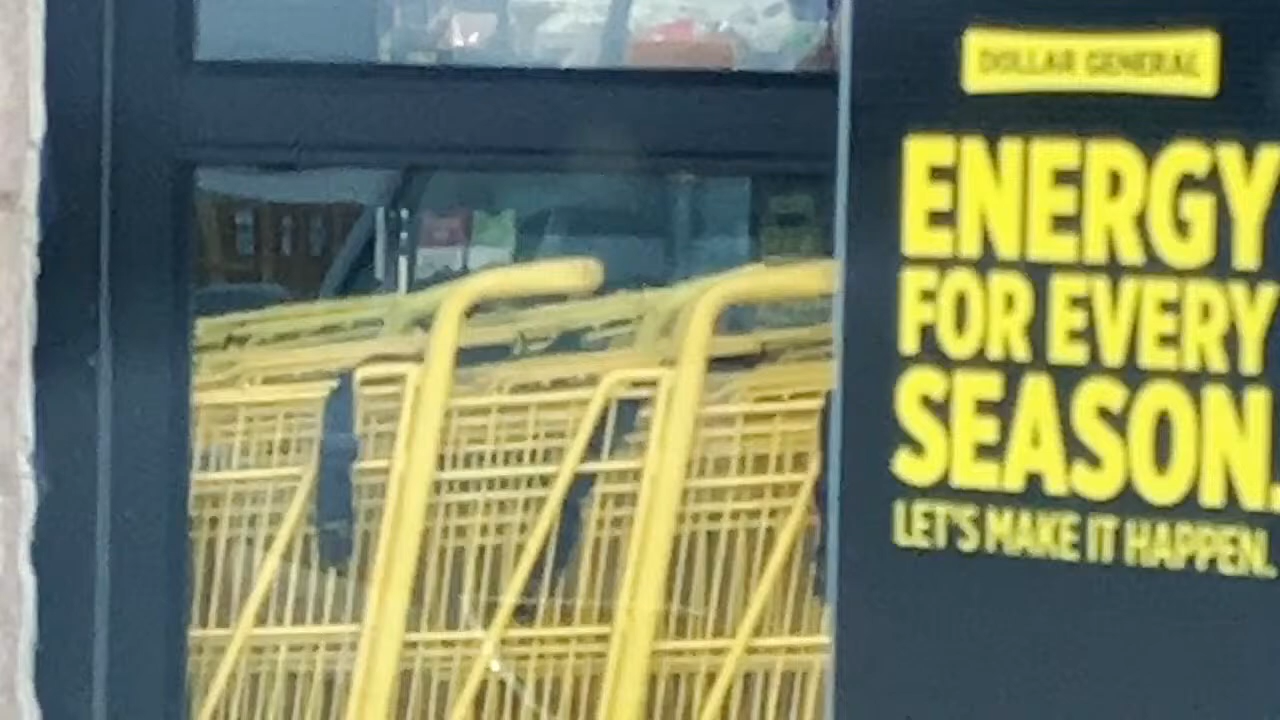 DOLLAR GENERAL
ENERGY
FOR EVERY
SEASON.
LET'S MAKE IT HAPPEN.